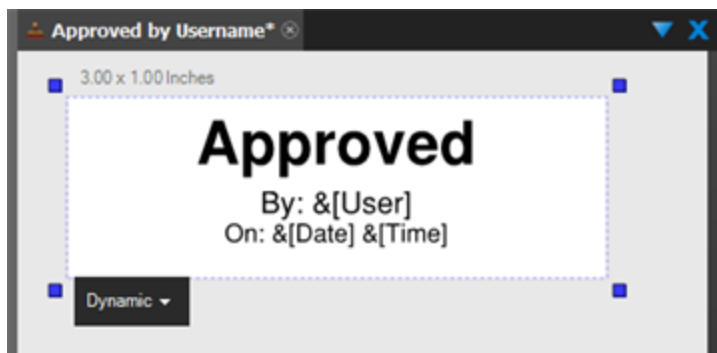 Approved by Username*
3.00 x 1.00 Inches
Approved
By: &[User]
On: &[Date] &[Time]
Dynamic